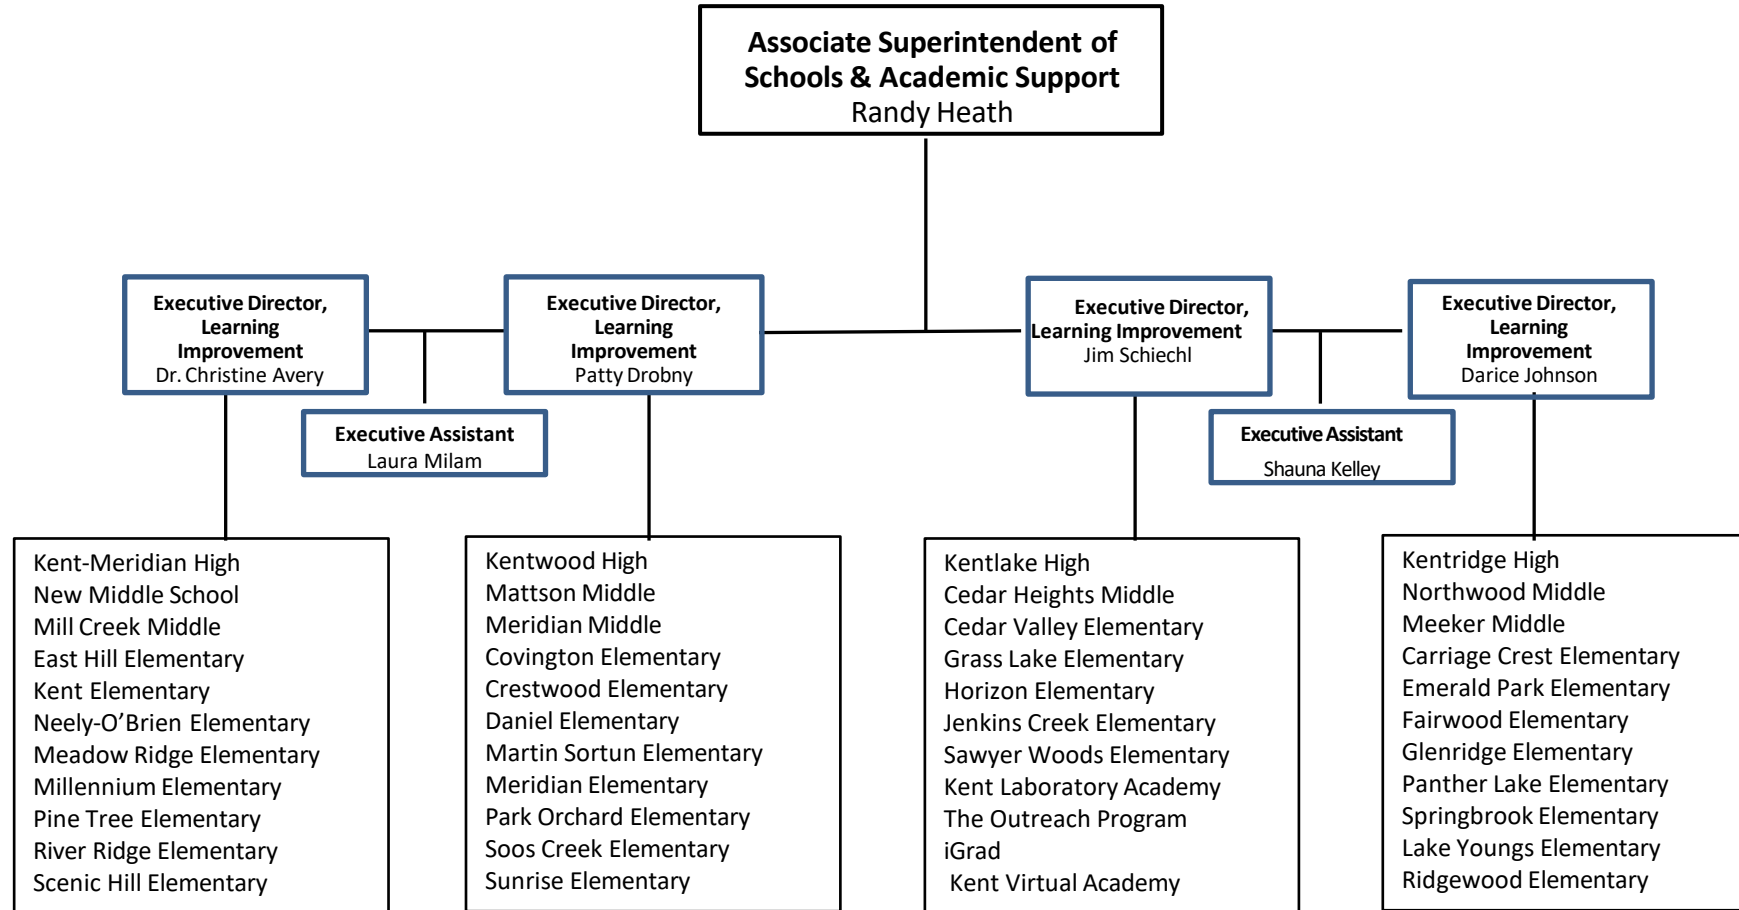 Associate Superintendent of
Schools & Academic Support
Randy Heath
Executive Director,
Learning
Improvement
Dr. Christine Avery
Executive Director,
Learning
Improvement
Patty Drobny
Executive Director,
Learning Improvement
Jim Schiechl
Executive Director,
Learning
Improvement
Darice Johnson
Executive Assistant
Laura Milam
Executive Assistant
Shauna Kelley
Kent-Meridian High
New Middle School
Mill Creek Middle
East Hill Elementary
Kent Elementary
Neely-O’Brien Elementary
Meadow Ridge Elementary
Millennium Elementary
Pine Tree Elementary
River Ridge Elementary
Scenic Hill Elementary
Kentwood High
Mattson Middle
Meridian Middle
Covington Elementary
Crestwood Elementary
Daniel Elementary
Martin Sortun Elementary
Meridian Elementary
Park Orchard Elementary
Soos Creek Elementary
Sunrise Elementary
Kentlake High
Cedar Heights Middle
Cedar Valley Elementary
Grass Lake Elementary
Horizon Elementary
Jenkins Creek Elementary
Sawyer Woods Elementary
Kent Laboratory Academy
The Outreach Program
iGrad
Kent Virtual Academy
Kentridge High
Northwood Middle
Meeker Middle
Carriage Crest Elementary
Emerald Park Elementary
Fairwood Elementary
Glenridge Elementary
Panther Lake Elementary
Springbrook Elementary
Lake Youngs Elementary
Ridgewood Elementary